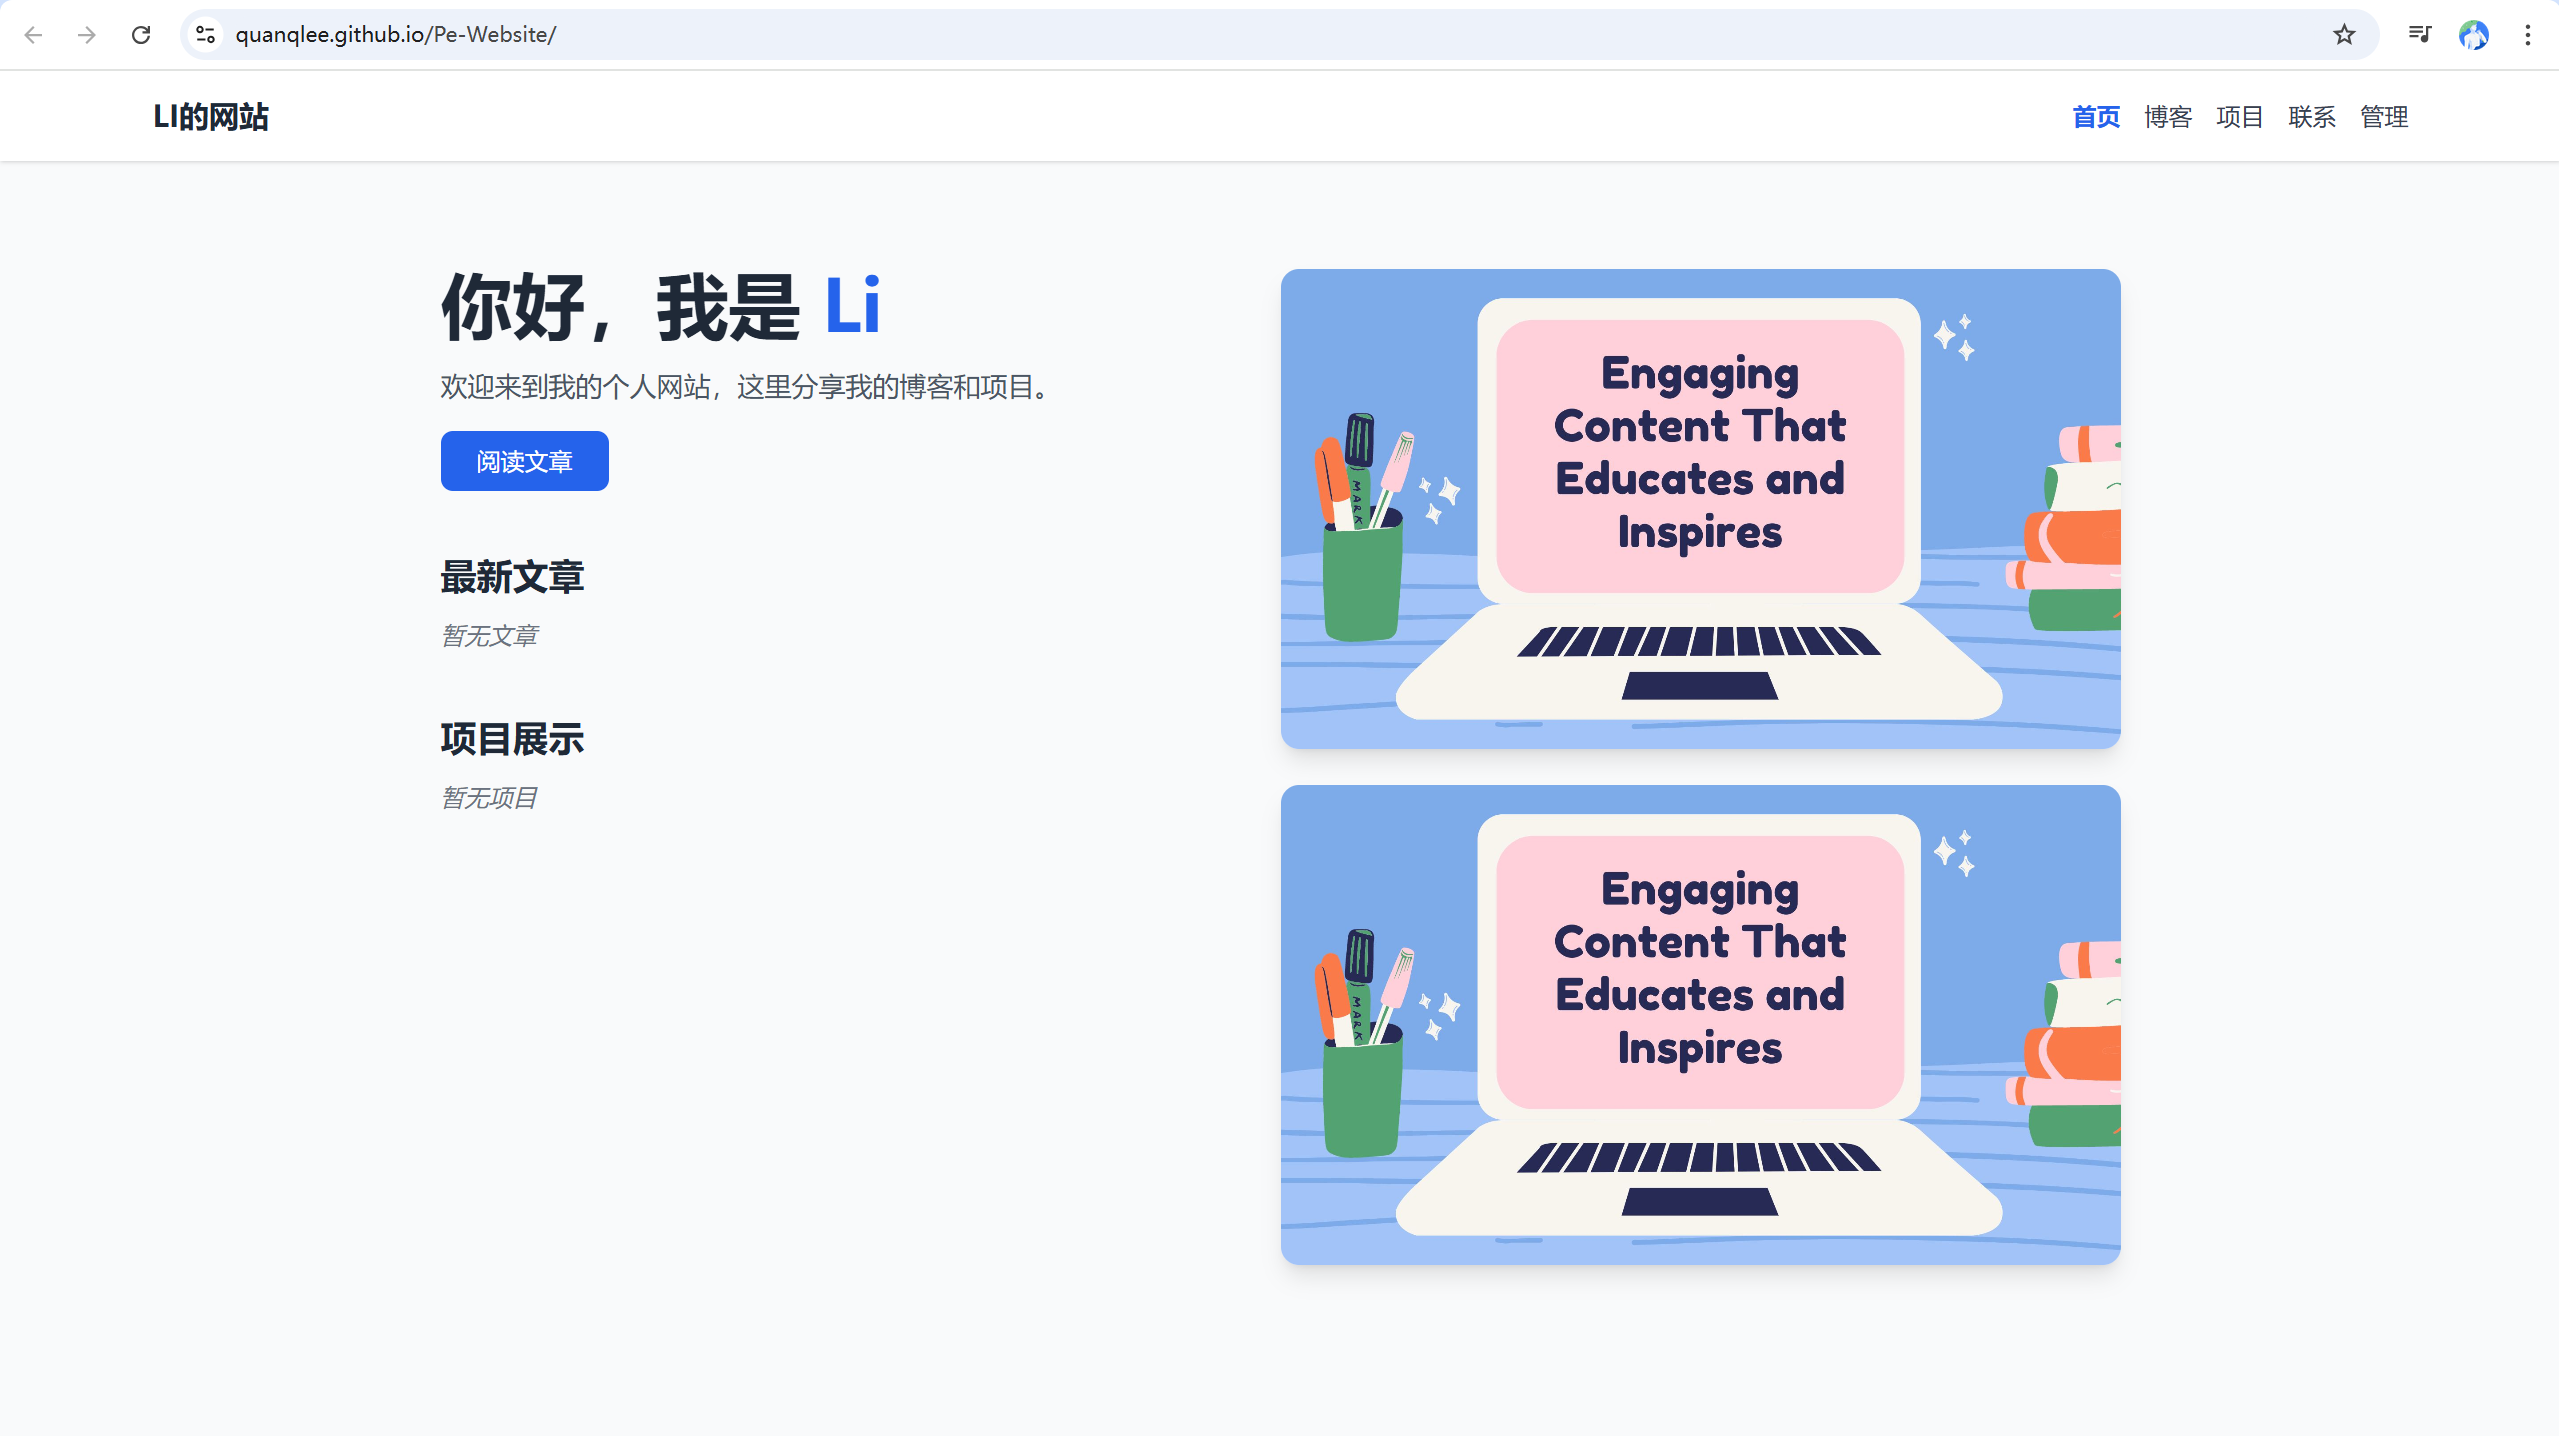 quanqlee.github.io/Pe-Website/
LI的网站
首页 博客 项目 联系 管理
你好，我是 Li
欢迎来到我的个人网站，这里分享我的博客和项目。
阅读文章
最新文章
暂无文章
项目展示
暂无项目
Engaging
Content That
Educates and
Inspires
MARK
Engaging
Content That
Educates and
Inspires
MARK